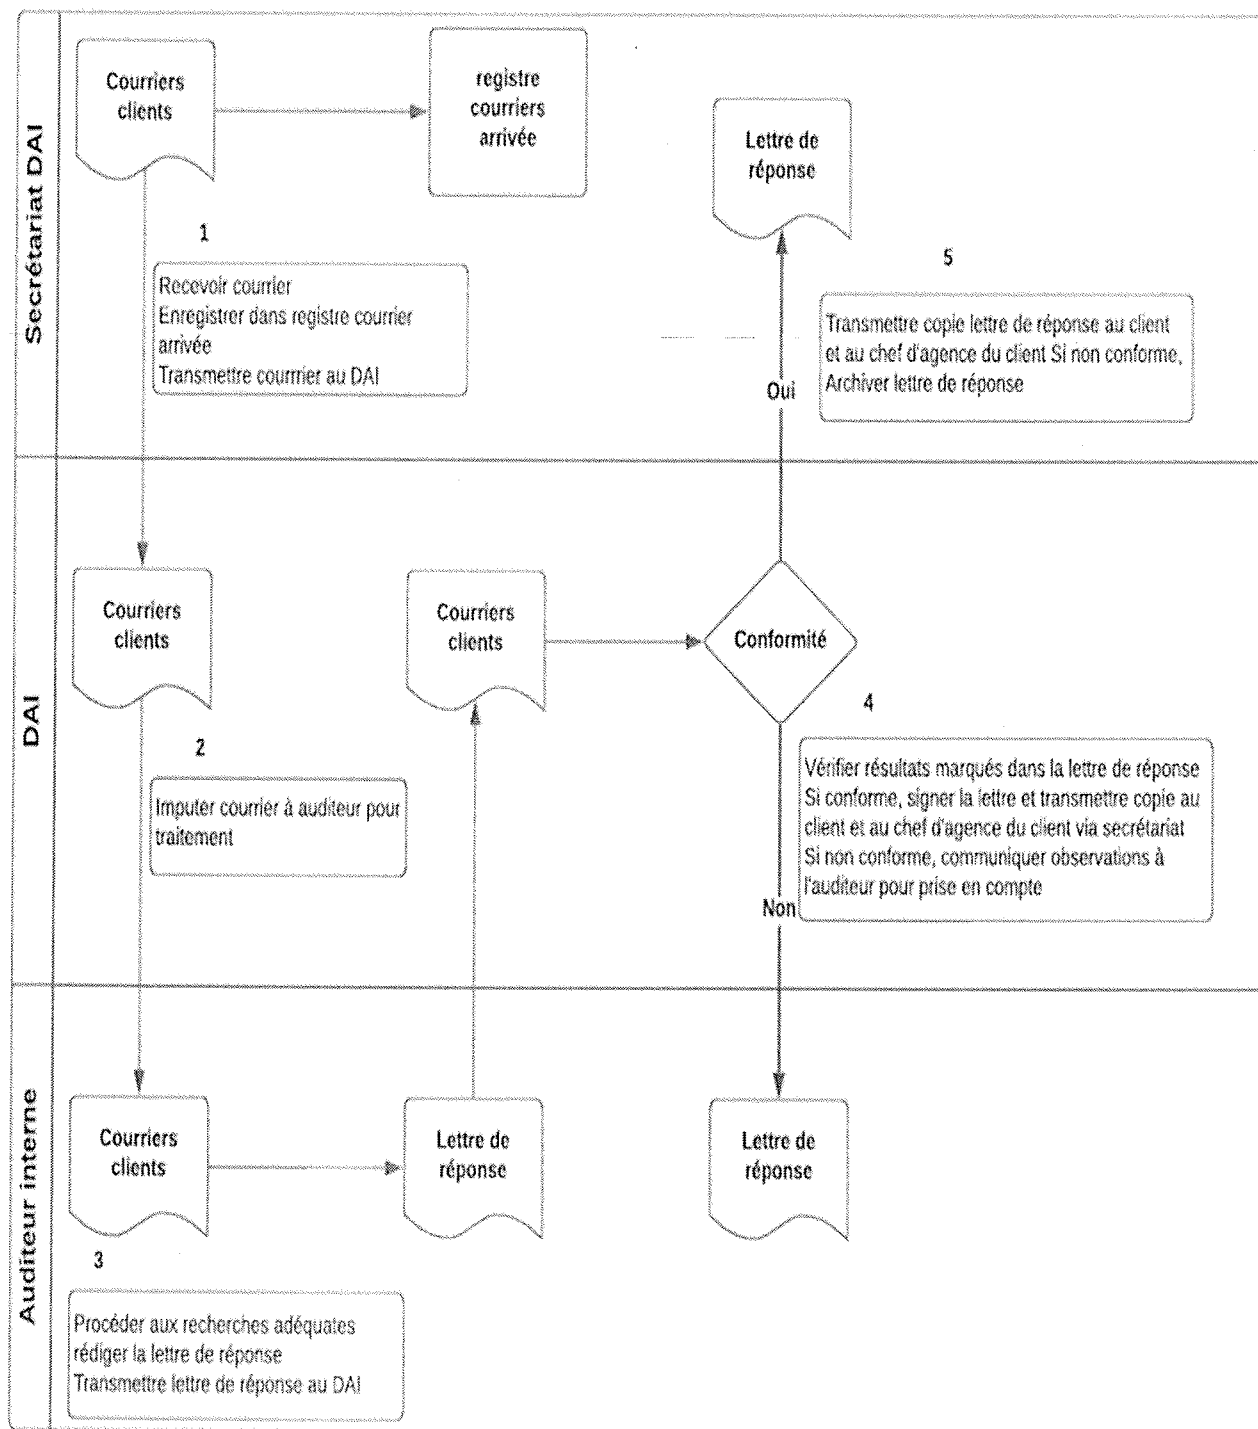 Secrétariat DAI
Courriers
clients
registre
courriers
arrivée
Lettre de
réponse
1
Recevoir courrier
Enregistrer dans registre courrier
arrivée
Transmettre courrrier au DAI
5
Transmettre copie lettre de réponse au client
et au chef d'agence du client Si non conforme,
Archiver lettre de réponse
Oui
DAI
Courriers
clients
Courriers
clients
Conformité
2
Imputer courrier à auditeur pour
traitement
4
Vérifier résultats marqués dans la lettre de réponse
Si conforme, signer la lettre et transmettre copie au
client et au chef d'agence du client via secrétariat
Si non conforme, communiquer observations à
l'auditeur pour prise en compte
Non
Auditeur interne
Courriers
clients
Lettre de
réponse
Lettre de
réponse
3
Procéder aux recherches adéquates
rédiger la lettre de réponse
Transmettre lettre de réponse au DAI